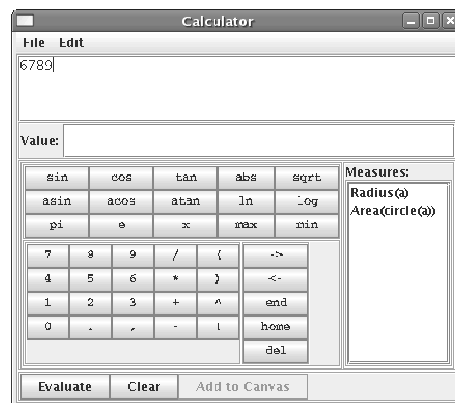 Calculator
File Edit
6789
Value:
sin cos tan abs sqrt
asin acos atan ln log
pi e x max min
Measures:
Radius(a)
Area(circle(a))
7 8 9 / (
4 5 6 * )
1 2 3 + ^
0 . , - !
->
<-
end
home
del
Evaluate Clear Add to Canvas